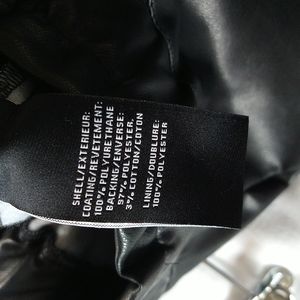 SHELL/EXTERIEUR:
COATING/REVETEMENT:
100% POLYURETHANE
BACKING/ENVERSE:
97% POLYESTER,
3% COTTON/COTON
LINING/DOUBLURE:
100% POLYESTER